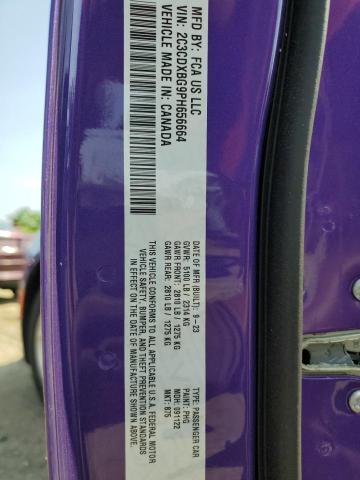 MFD. BY: FCA US LLC
VIN: 2C3CDXBG9PH656664
VEHICLE MADE IN: CANADA
DATE OF MFR (BUILT): 9-23
GVWR: 5100 LB / 2314 KG
GAWR FRONT: 2810 LB / 1275 KG
GAWR REAR: 2810 LB / 1275 KG
THIS VEHICLE CONFORMS TO ALL APPLICABLE U.S.A. FEDERAL MOTOR
VEHICLE SAFETY, BUMPER, AND THEFT PREVENTION STANDARDS
IN EFFECT ON THE DATE OF MANUFACTURE SHOWN ABOVE.
TYPE: PASSENGER CAR
PAINT: PHG
MDH: 091122
MKT: B75